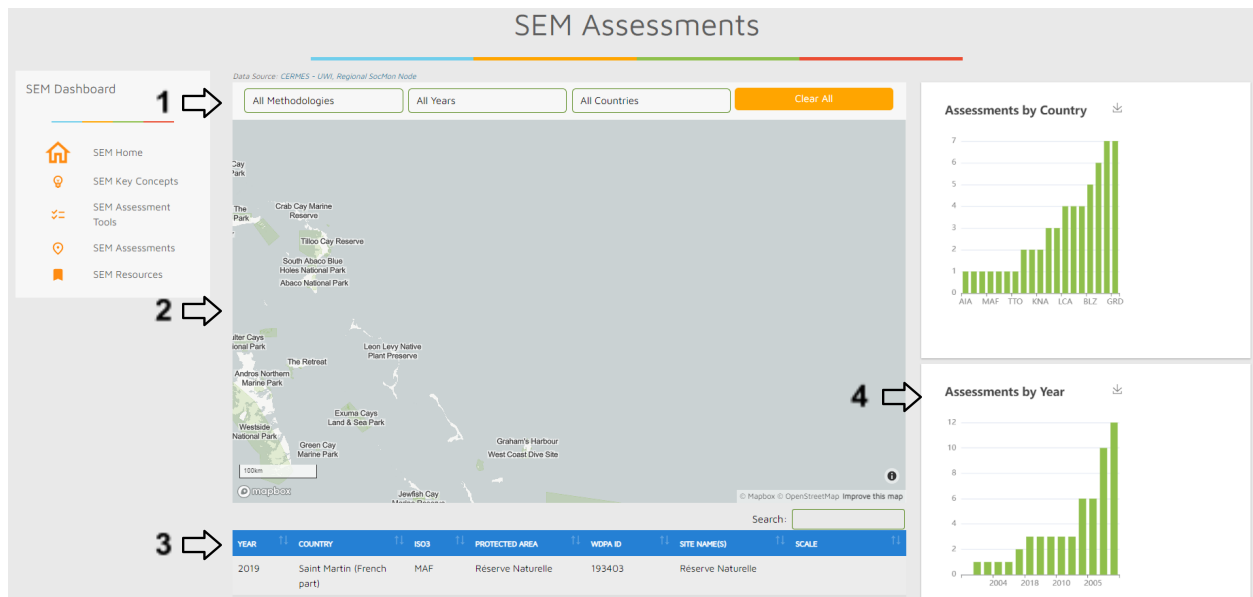 SEM Assessments
SEM Dashboard
SEM Home
SEM Key Concepts
SEM Assessment
Tools
SEM Assessments
SEM Resources
1
2
3
4
Data Source: CERMES - UWI, Regional SocMon Node
All Methodologies
All Years
All Countries
Clear All
Cay
Park
The
Park
Crab Cay Marine
Reserve
Tilloo Cay Reserve
South Abaco Blue
Holes National Park
Abaco National Park
ulter Cays
ional Park
Leon Levy Native
Plant Preserve
The Retreat
Andros Northern
Marine Park
Exuma Cays
Land & Sea Park
Westside
National Park
Green Cay
Marine Park
Graham's Harbour
West Coast Dive Site
100km
mapbox
Jewfish Cay
© Mapbox © OpenStreetMap Improve this map
Search:
YEAR COUNTRY ISO3 PROTECTED AREA WDPA ID SITE NAME(S) SCALE
2019 Saint Martin (French MAF Réserve Naturelle 193403 Réserve Naturelle
part)
Assessments by Country
7
6
5
4
3
2
1
0
AIA MAF TTO KNA LCA BLZ GRD
Assessments by Year
12
10
8
6
4
2
0
2004 2018 2010 2005